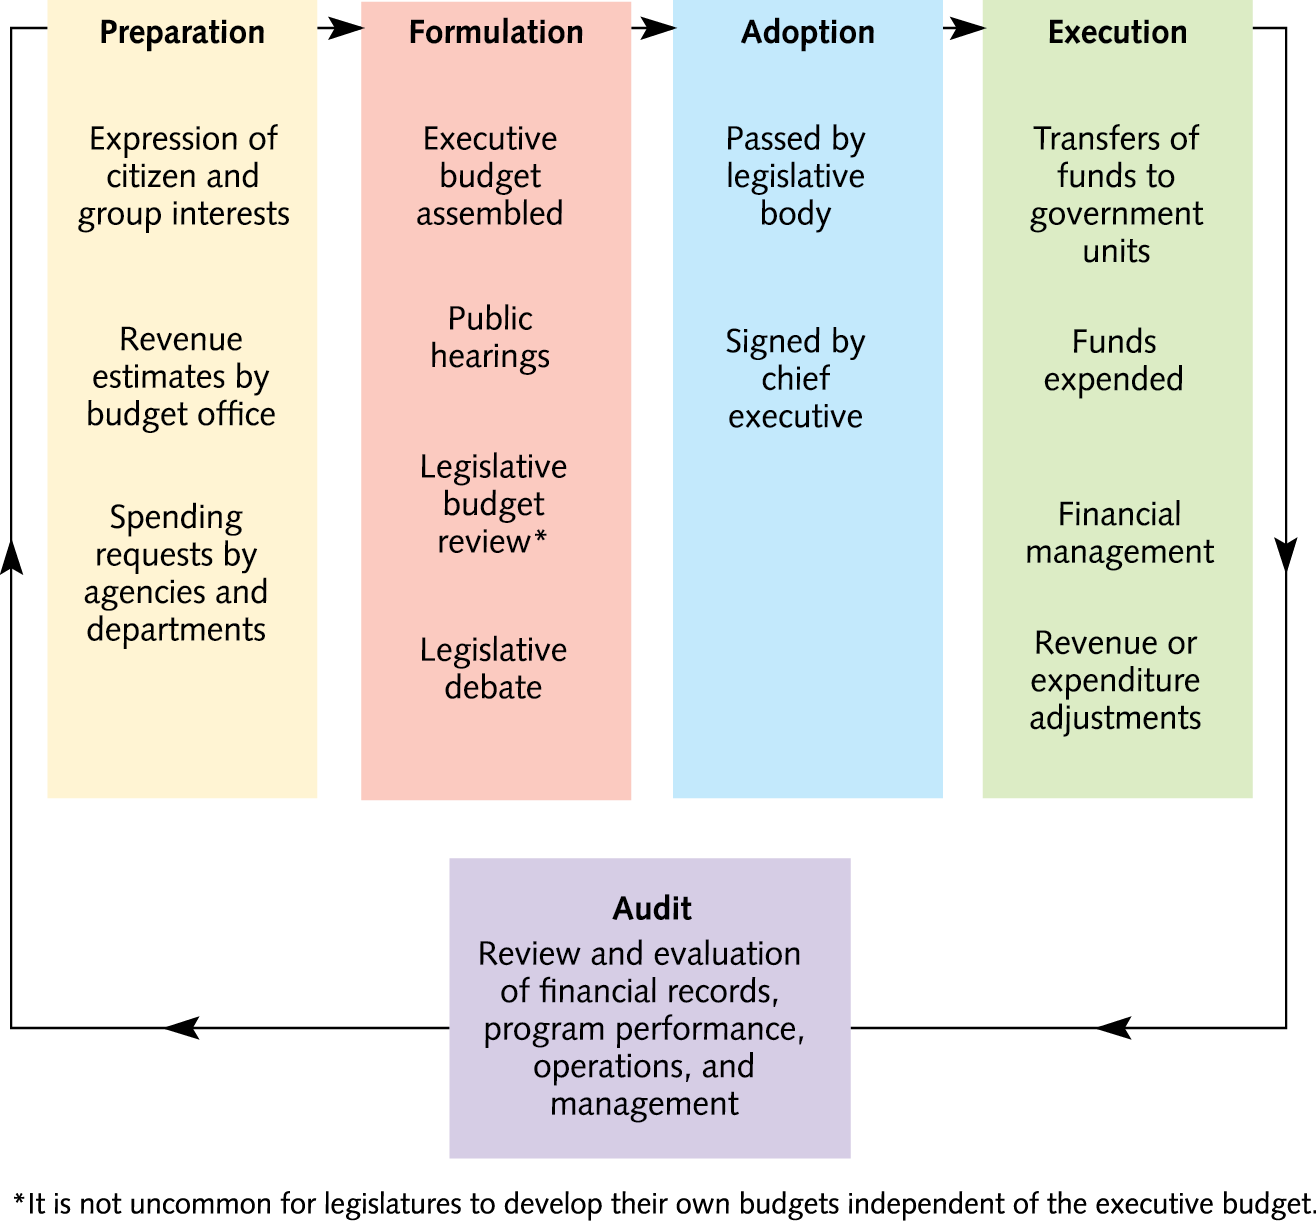 Preparation
Expression of
citizen and
group interests
Revenue
estimates by
budget office
Spending
requests by
agencies and
departments
Formulation
Executive
budget
assembled
Public
hearings
Legislative
budget
review*
Legislative
debate
Adoption
Passed by
legislative
body
Signed by
chief
executive
Execution
Transfers of
funds to
government
units
Funds
expended
Financial
management
Revenue or
expenditure
adjustments
Audit
Review and evaluation
of financial records,
program performance,
operations, and
management
*It is not uncommon for legislatures to develop their own budgets independent of the executive budget.